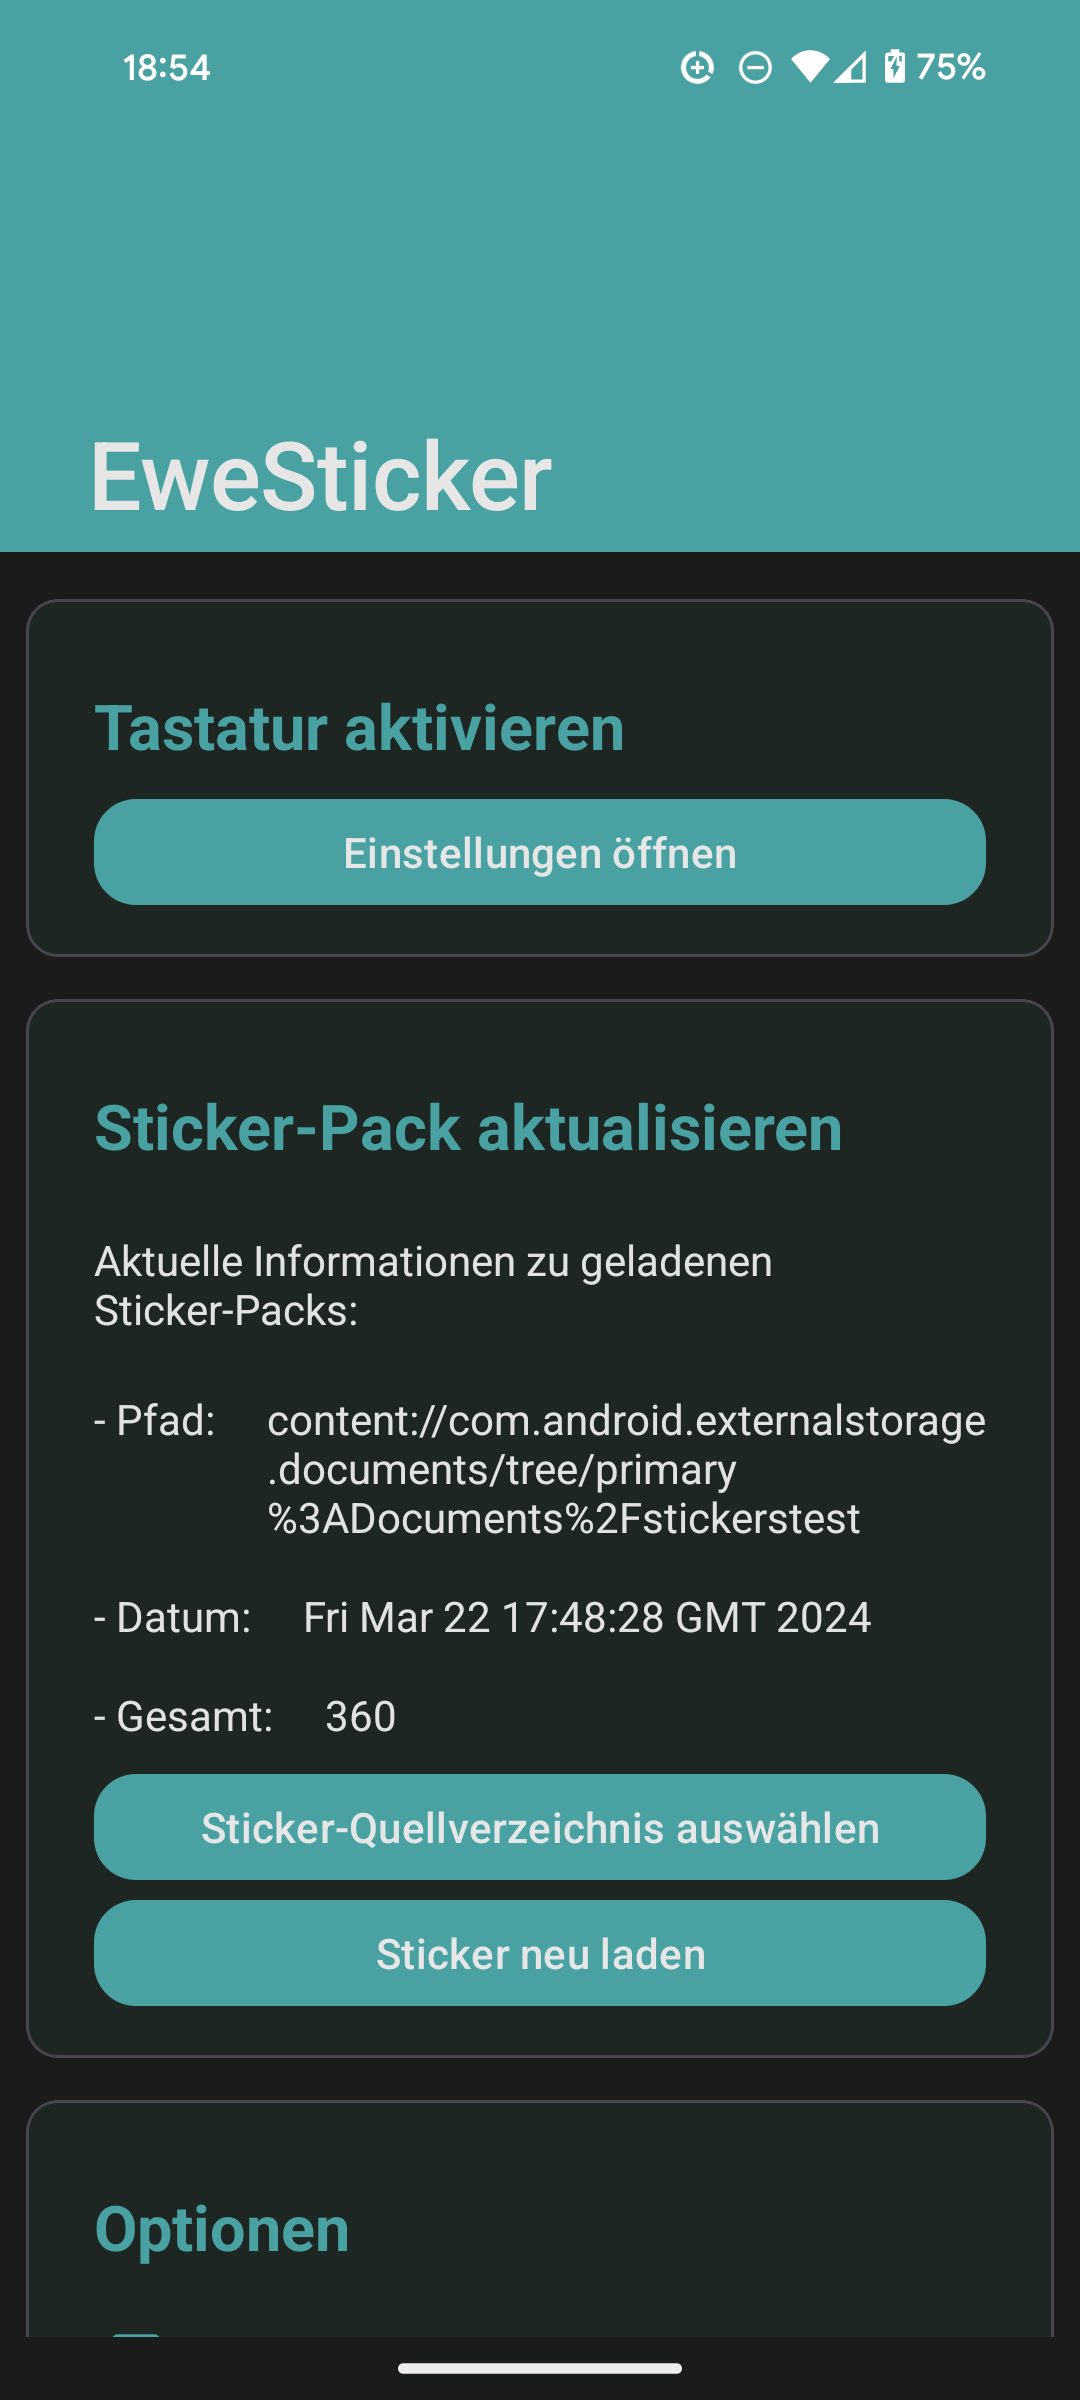 18:54
75%
EweSticker
Tastatur aktivieren
Einstellungen öffnen
Sticker-Pack aktualisieren
Aktuelle Informationen zu geladenen
Sticker-Packs:
- Pfad: content://com.android.externalstorage
.documents/tree/primary
%3ADocuments%2Fstickerstest
- Datum: Fri Mar 22 17:48:28 GMT 2024
- Gesamt: 360
Sticker-Quellverzeichnis auswählen
Sticker neu laden
Optionen